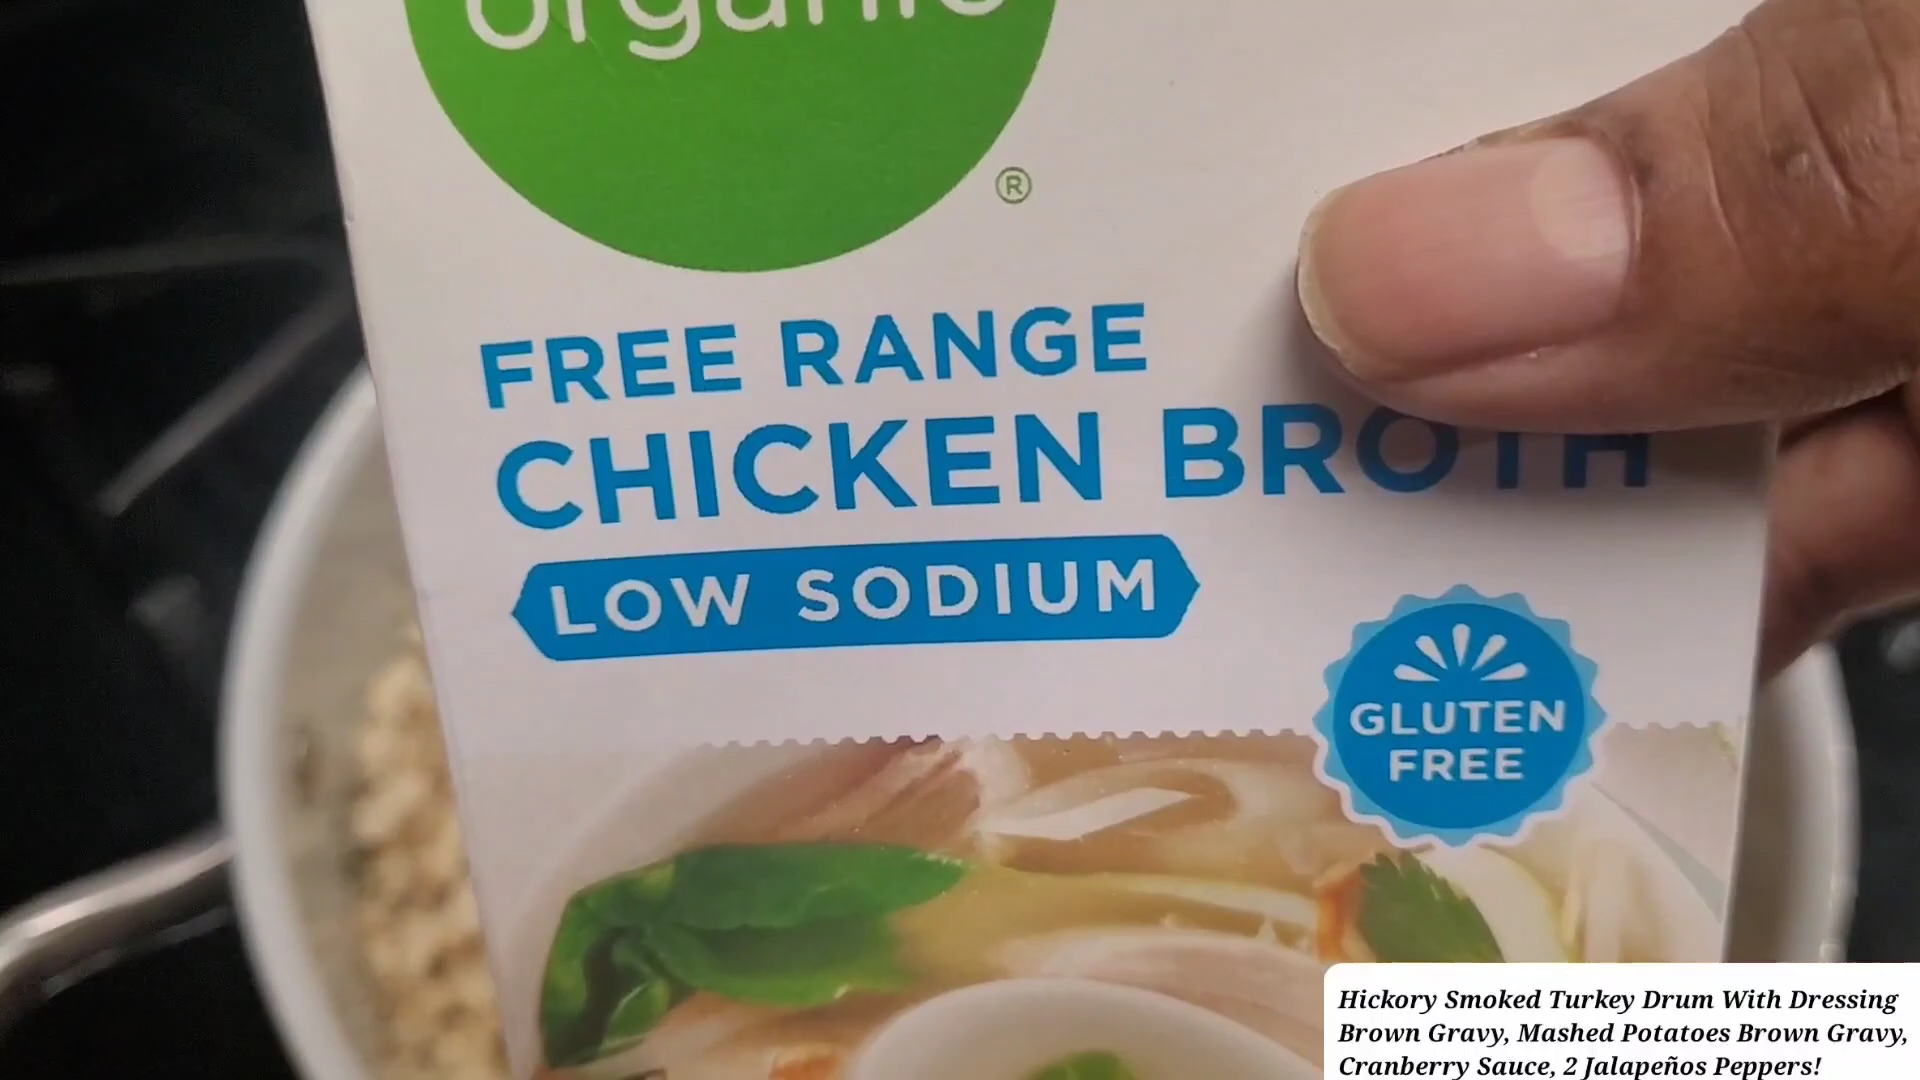 organic
®
FREE RANGE
CHICKEN BROTH
LOW SODIUM
GLUTEN
FREE
Hickory Smoked Turkey Drum With Dressing
Brown Gravy, Mashed Potatoes Brown Gravy,
Cranberry Sauce, 2 Jalapeños Peppers!